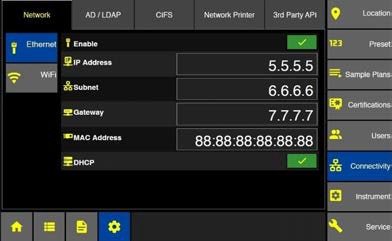 Network
AD / LDAP
CiFS
Network Printer
3rd Party API
Ethernet
WiFi
Enable
IP Address
5.5.5.5
Subnet
6.6.6.6
Gateway
7.7.7.7
MAC Address
88:88:88:88:88:88
DHCP
Location
123 Preset
Sample Plans
Certifications
Users
Connectivity
Instrument
Service